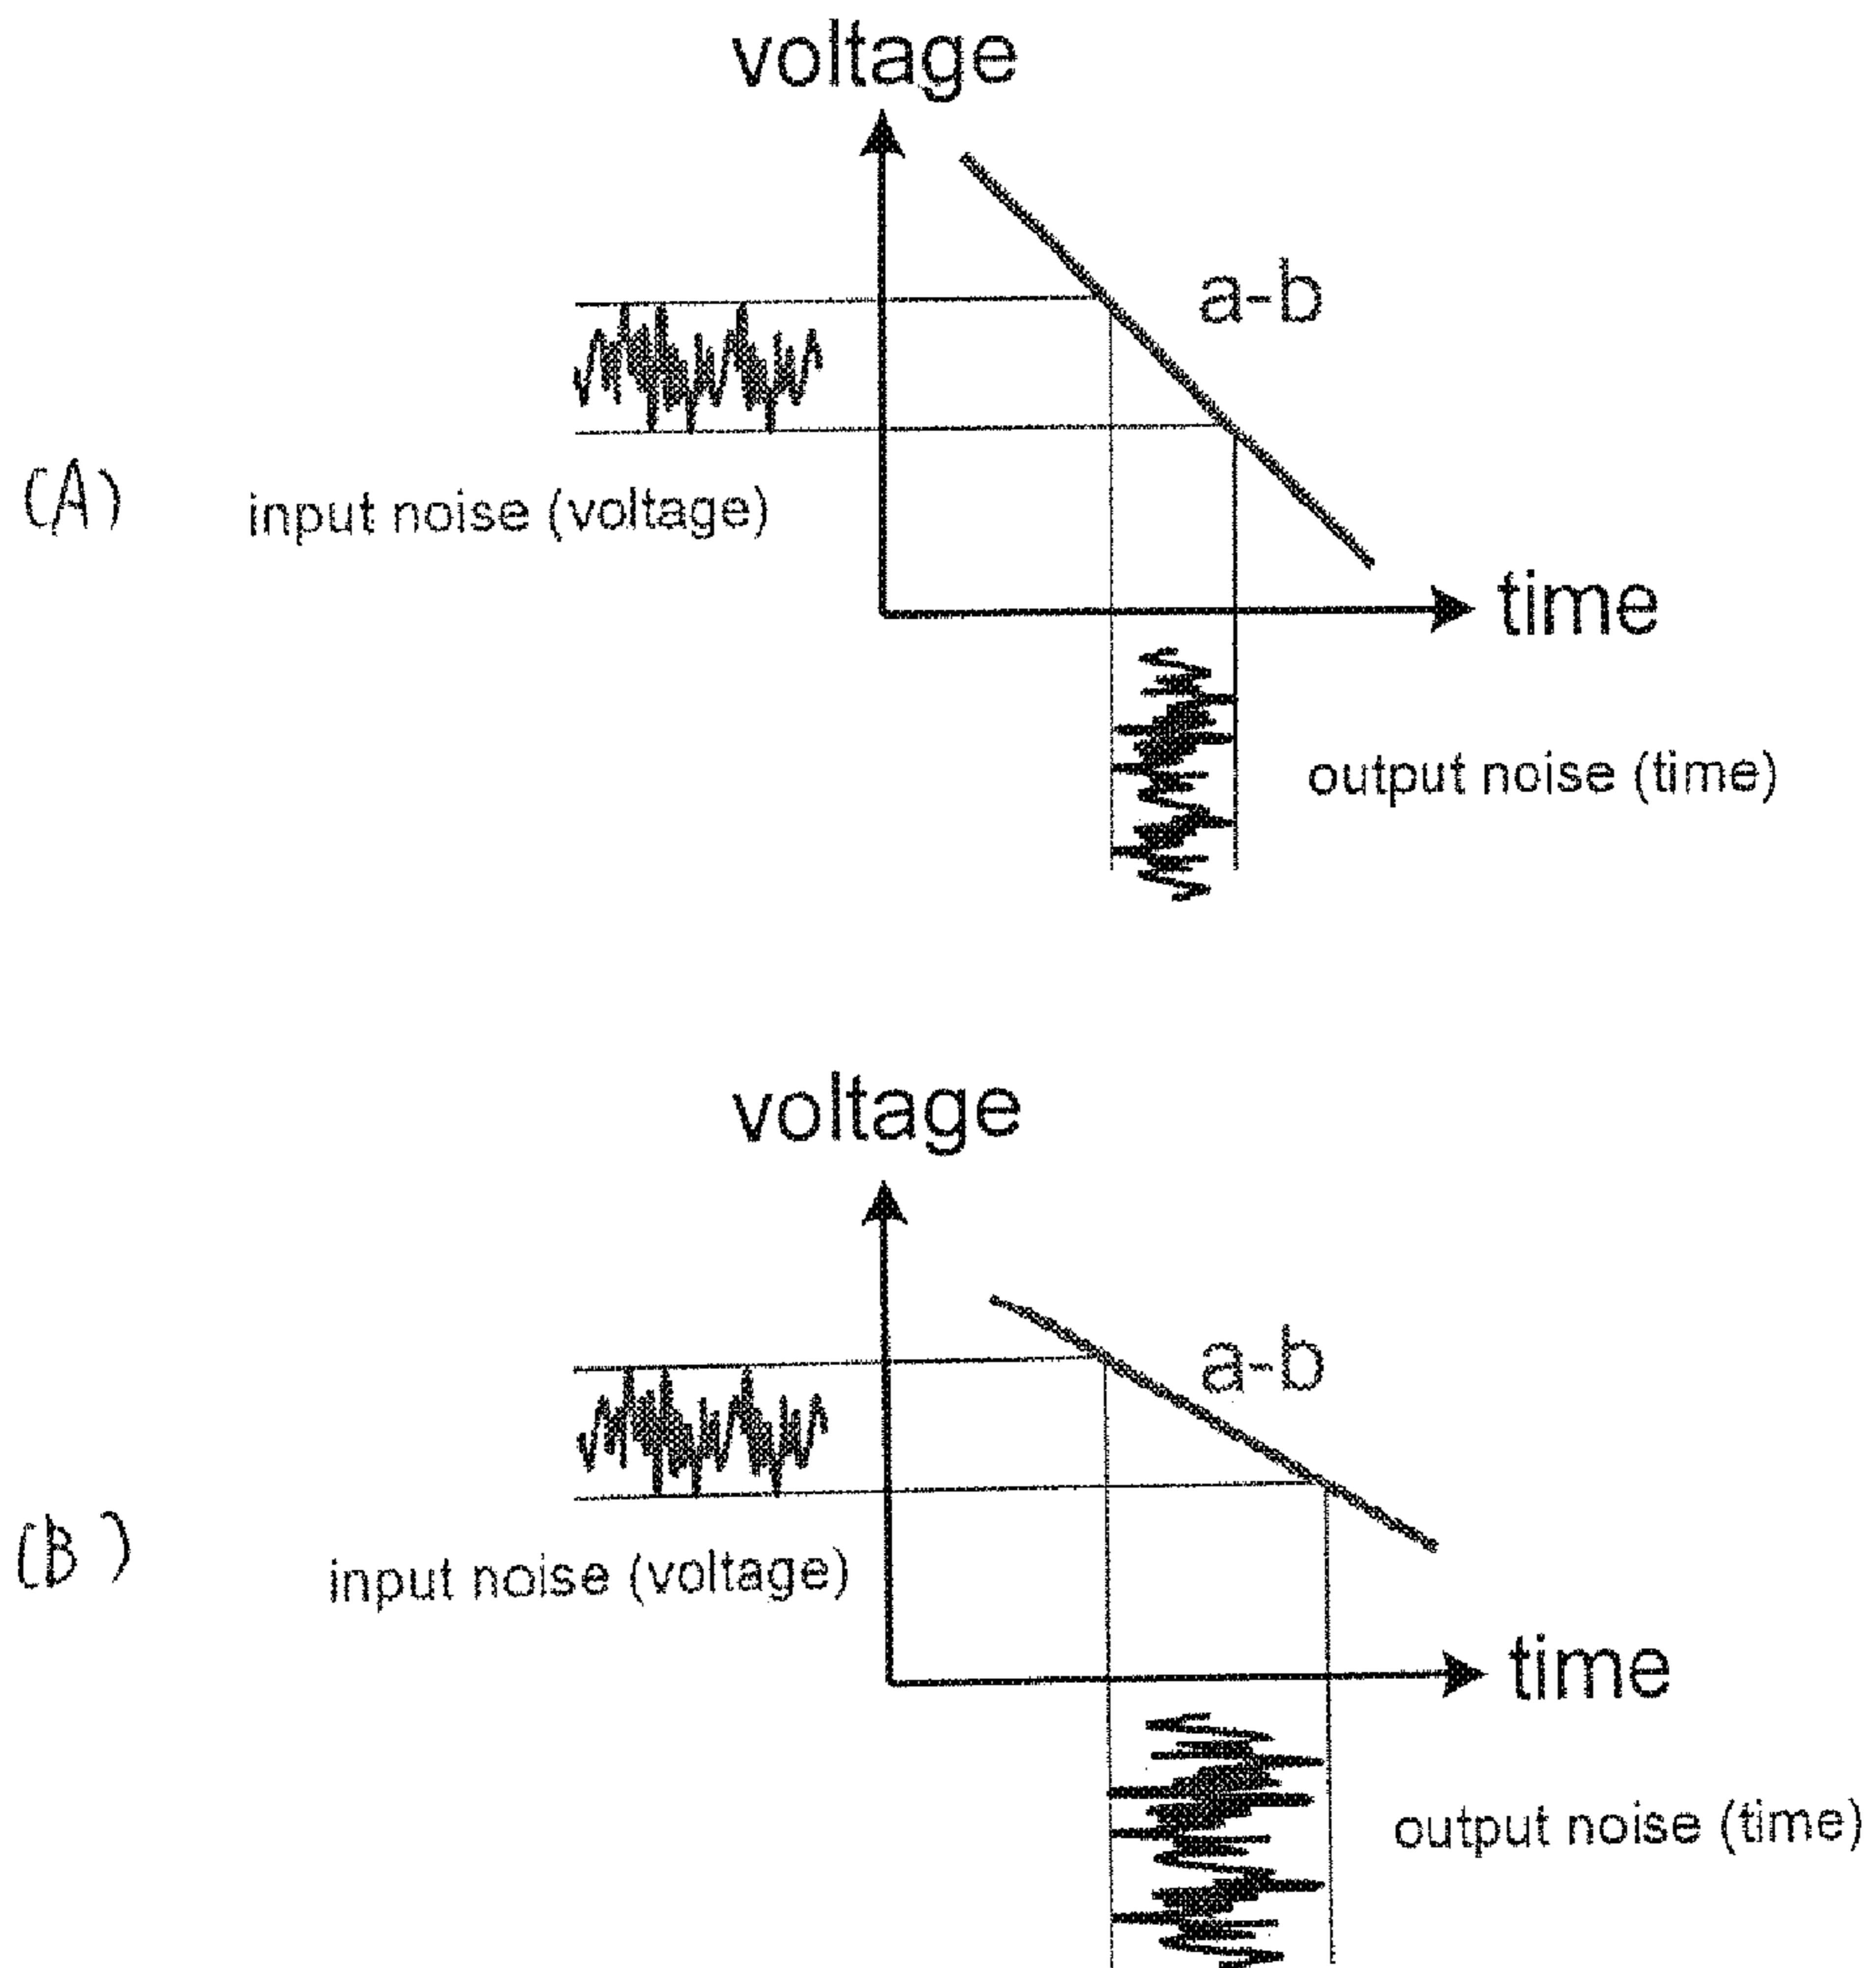 voltage
a-b
(A)
input noise (voltage)
time
output noise (time)
voltage
a-b
(B)
input noise (voltage)
time
output noise (time)